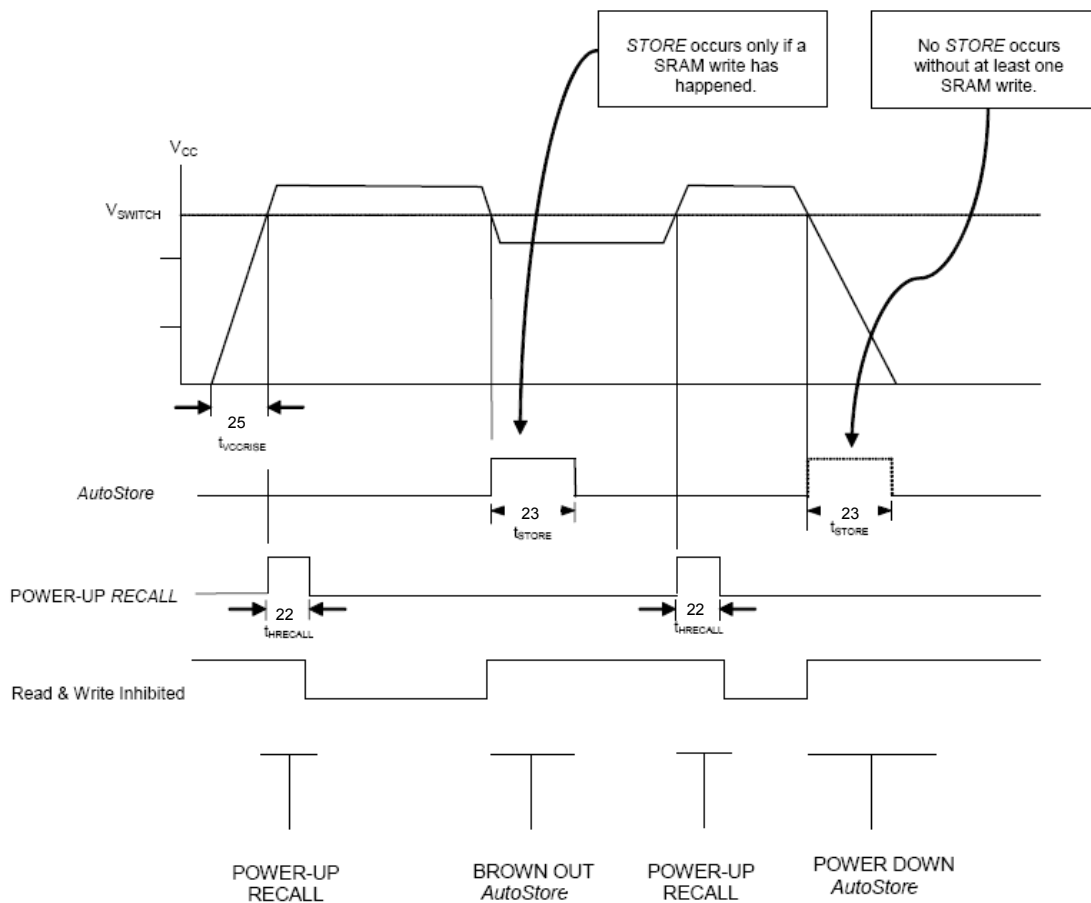 STORE occurs only if a
SRAM write has
happened.
No STORE occurs
without at least one
SRAM write.
VCC
VSWITCH
25
tVCCRISE
AutoStore
23
tSTORE
23
tSTORE
POWER-UP RECALL
22
tHRECALL
22
tHRECALL
Read & Write Inhibited
POWER-UP
RECALL
BROWN OUT
AutoStore
POWER-UP
RECALL
POWER DOWN
AutoStore